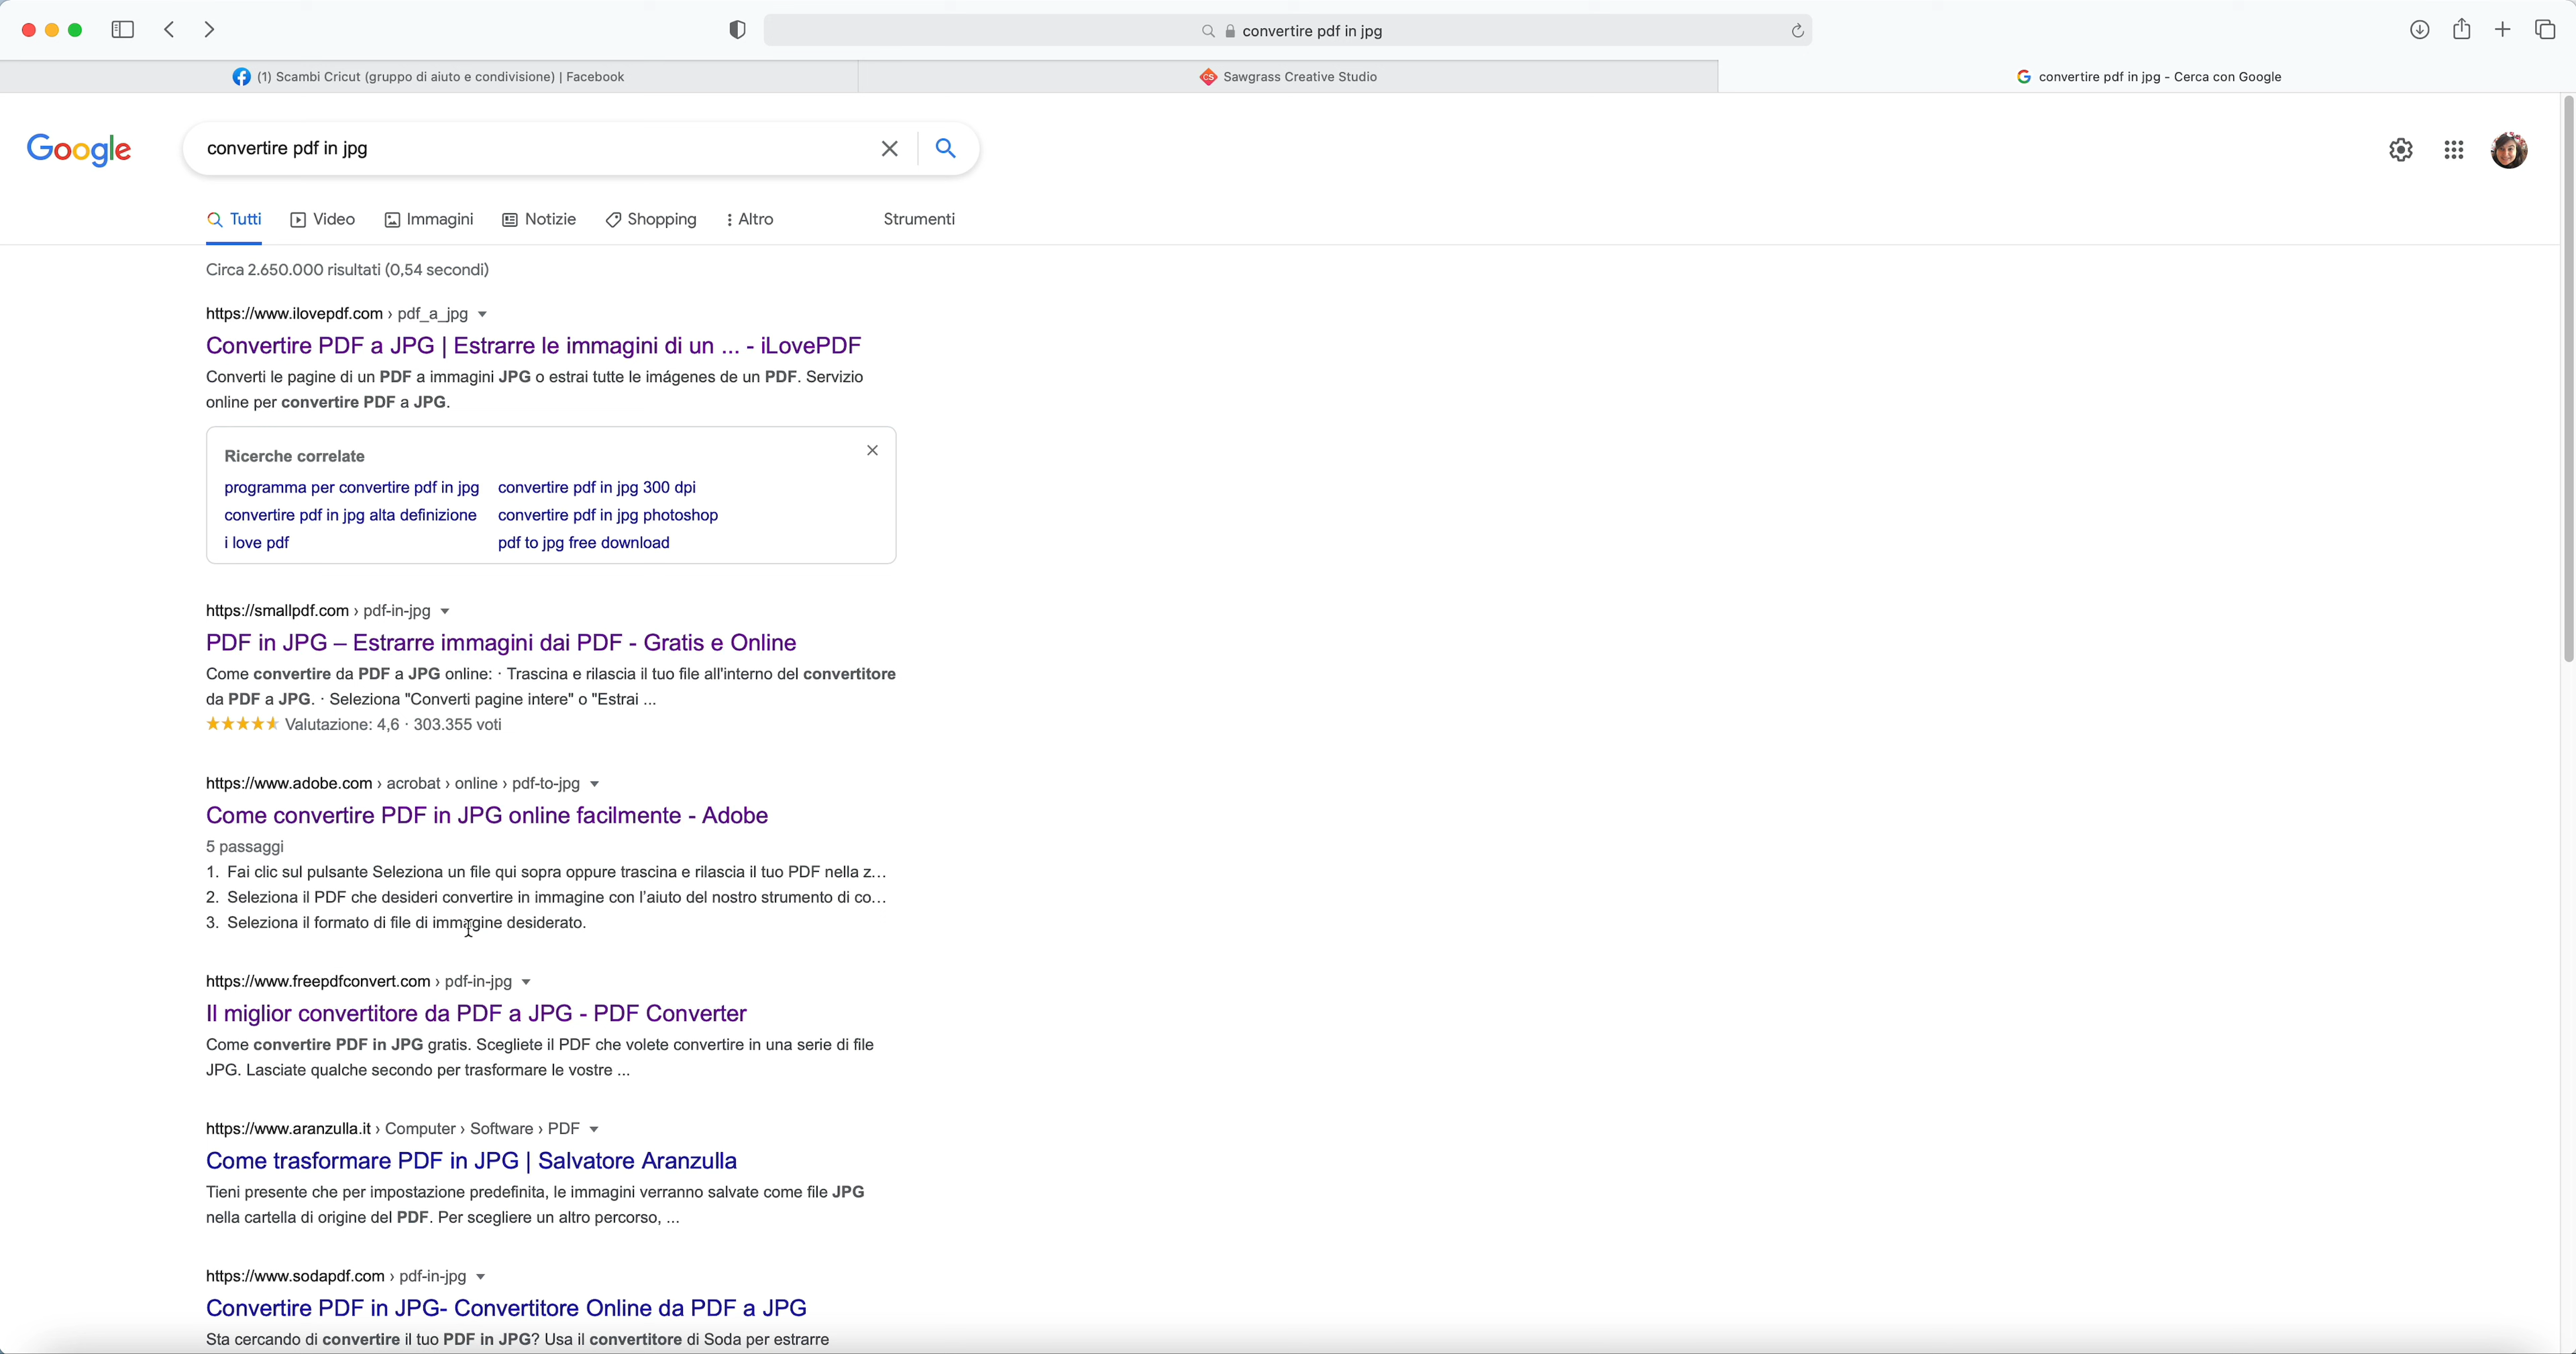 convertire pdf in jpg
(1) Scambi Cricut (gruppo di aiuto e condivisione) | Facebook
CS Sawgrass Creative Studio
convertire pdf in jpg - Cerca con Google
Google
convertire pdf in jpg
Tutti Video Immagini Notizie Shopping Altro Strumenti
Circa 2.650.000 risultati (0,54 secondi)
https://www.ilovepdf.com › pdf_a_jpg
Convertire PDF a JPG | Estrarre le immagini di un ... - iLovePDF
Converti le pagine di un PDF a immagini JPG o estrai tutte le imágenes de un PDF. Servizio
online per convertire PDF a JPG.
Ricerche correlate
programma per convertire pdf in jpg convertire pdf in jpg 300 dpi
convertire pdf in jpg alta definizione convertire pdf in jpg photoshop
i love pdf pdf to jpg free download
https://smallpdf.com › pdf-in-jpg
PDF in JPG – Estrarre immagini dai PDF - Gratis e Online
Come convertire da PDF a JPG online: · Trascina e rilascia il tuo file all'interno del convertitore
da PDF a JPG. · Seleziona "Converti pagine intere" o "Estrai ...
Valutazione: 4,6 · 303.355 voti
https://www.adobe.com › acrobat › online › pdf-to-jpg
Come convertire PDF in JPG online facilmente - Adobe
5 passaggi
1. Fai clic sul pulsante Seleziona un file qui sopra oppure trascina e rilascia il tuo PDF nella z...
2. Seleziona il PDF che desideri convertire in immagine con l'aiuto del nostro strumento di co...
3. Seleziona il formato di file di immagine desiderato.
https://www.freepdfconvert.com › pdf-in-jpg
Il miglior convertitore da PDF a JPG - PDF Converter
Come convertire PDF in JPG gratis. Scegliete il PDF che volete convertire in una serie di file
JPG. Lasciate qualche secondo per trasformare le vostre ...
https://www.aranzulla.it › Computer › Software › PDF
Come trasformare PDF in JPG | Salvatore Aranzulla
Tieni presente che per impostazione predefinita, le immagini verranno salvate come file JPG
nella cartella di origine del PDF. Per scegliere un altro percorso, ...
https://www.sodapdf.com › pdf-in-jpg
Convertire PDF in JPG- Convertitore Online da PDF a JPG
Sta cercando di convertire il tuo PDF in JPG? Usa il convertitore di Soda per estrarre